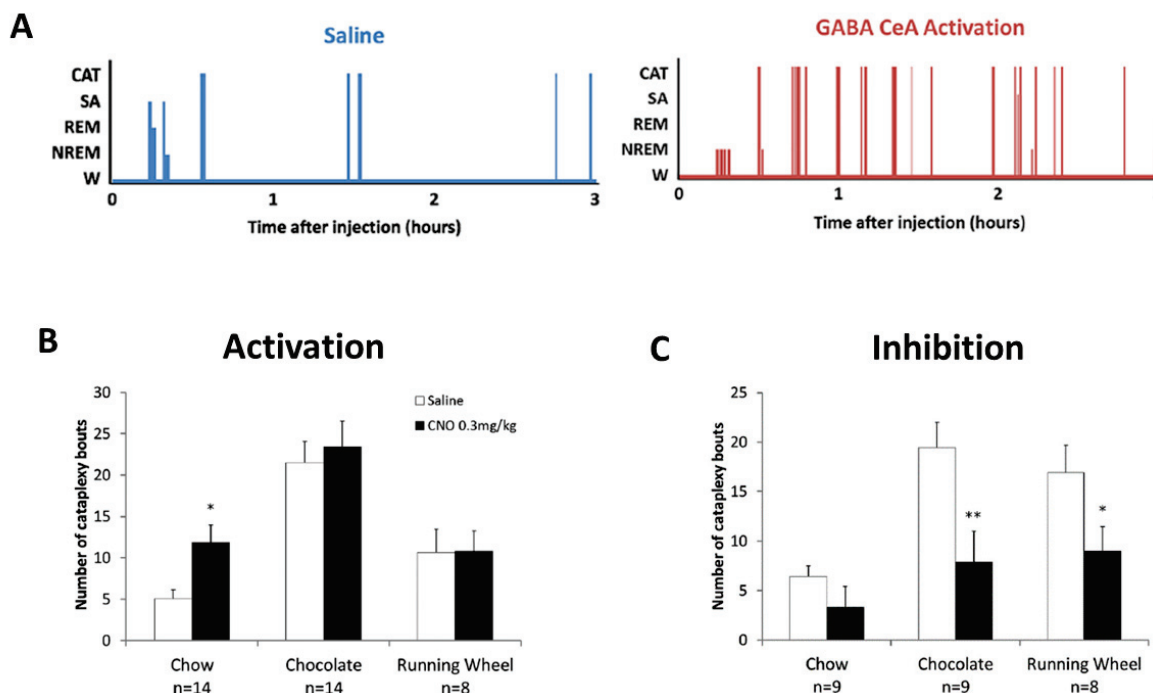 A
Saline
CAT
SA
REM
NREM
W
0
1
2
3
Time after injection (hours)
GABA CeA Activation
CAT
SA
REM
NREM
W
0
1
2
Time after injection (hours)
B
Activation
Number of cataplexy bouts
30
25
20
15
10
5
0
Saline
CNO 0.3mg/kg
*
Chow
Chocolate
Running Wheel
n=14
n=14
n=8
C
Inhibition
Number of cataplexy bouts
25
20
15
10
5
0
**
*
Chow
Chocolate
Running Wheel
n=9
n=9
n=8